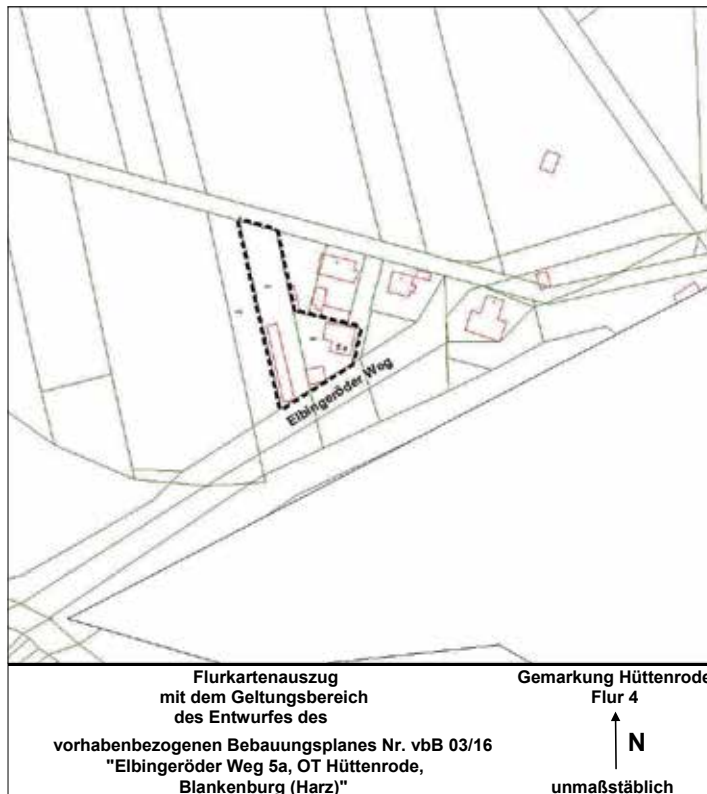 Elbingeröder Weg
Flurkartenauszug
mit dem Geltungsbereich
des Entwurfes des
vorhabenbezogenen Bebauungsplanes Nr. vbB 03/16
"Elbingeröder Weg 5a, OT Hüttenrode,
Blankenburg (Harz)"
Gemarkung Hüttenrode
Flur 4
N
unmaßstäblich